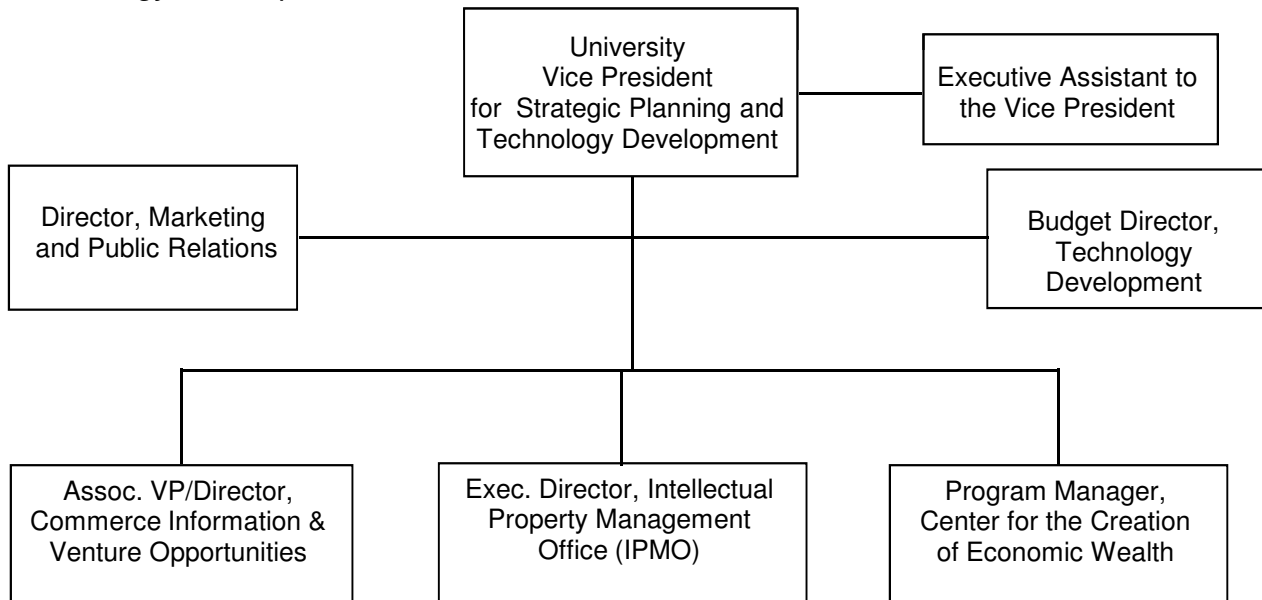 University
Vice President
for Strategic Planning and
Technology Development
Executive Assistant to
the Vice President
Director, Marketing
and Public Relations
Budget Director,
Technology
Development
Assoc. VP/Director,
Commerce Information &
Venture Opportunities
Exec. Director, Intellectual
Property Management
Office (IPMO)
Program Manager,
Center for the Creation
of Economic Wealth